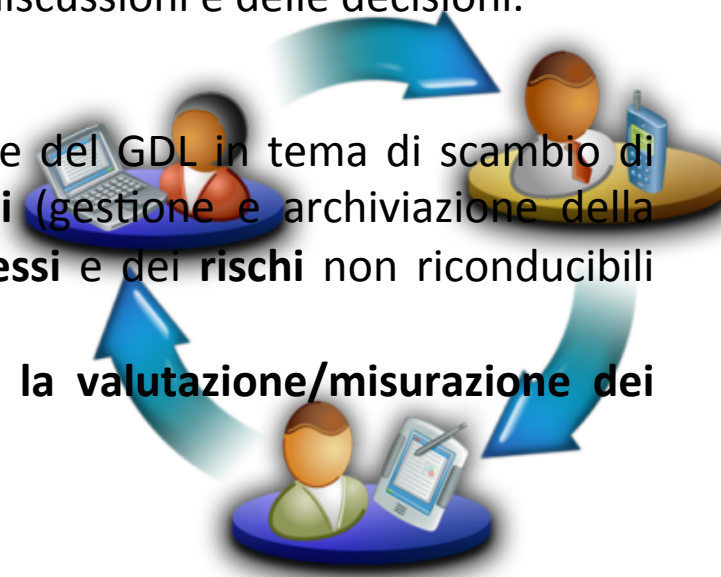 discussioni e delle decisioni.
e del GDL in tema di scambio di
i (gestione e archiviazione della
essi e dei rischi non riconducibili
la valutazione/misurazione dei